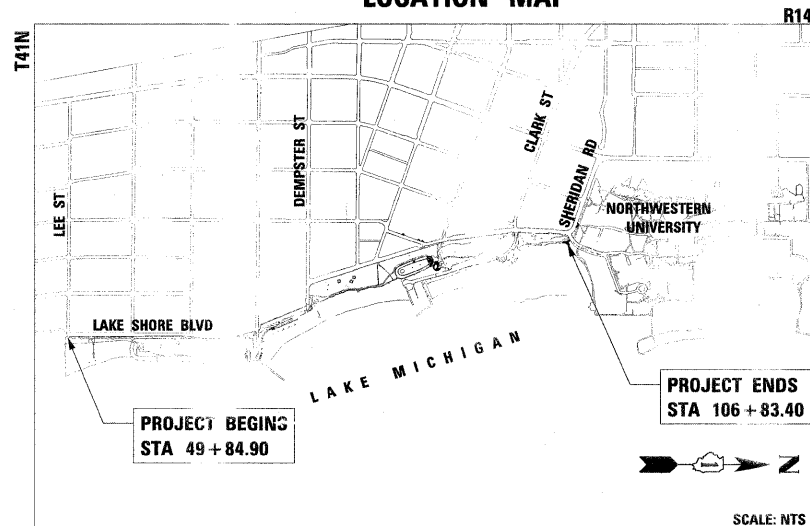 LOCATION MAP
R14
T41N
LEE ST
DEMPSTER ST
CLARK ST
SHERIDAN RD
NORTHWESTERN
UNIVERSITY
LAKE SHORE BLVD
LAKE MICHIGAN
PROJECT BEGINS
STA 49+84.90
PROJECT ENDS
STA 106+83.40
N
SCALE: NTS